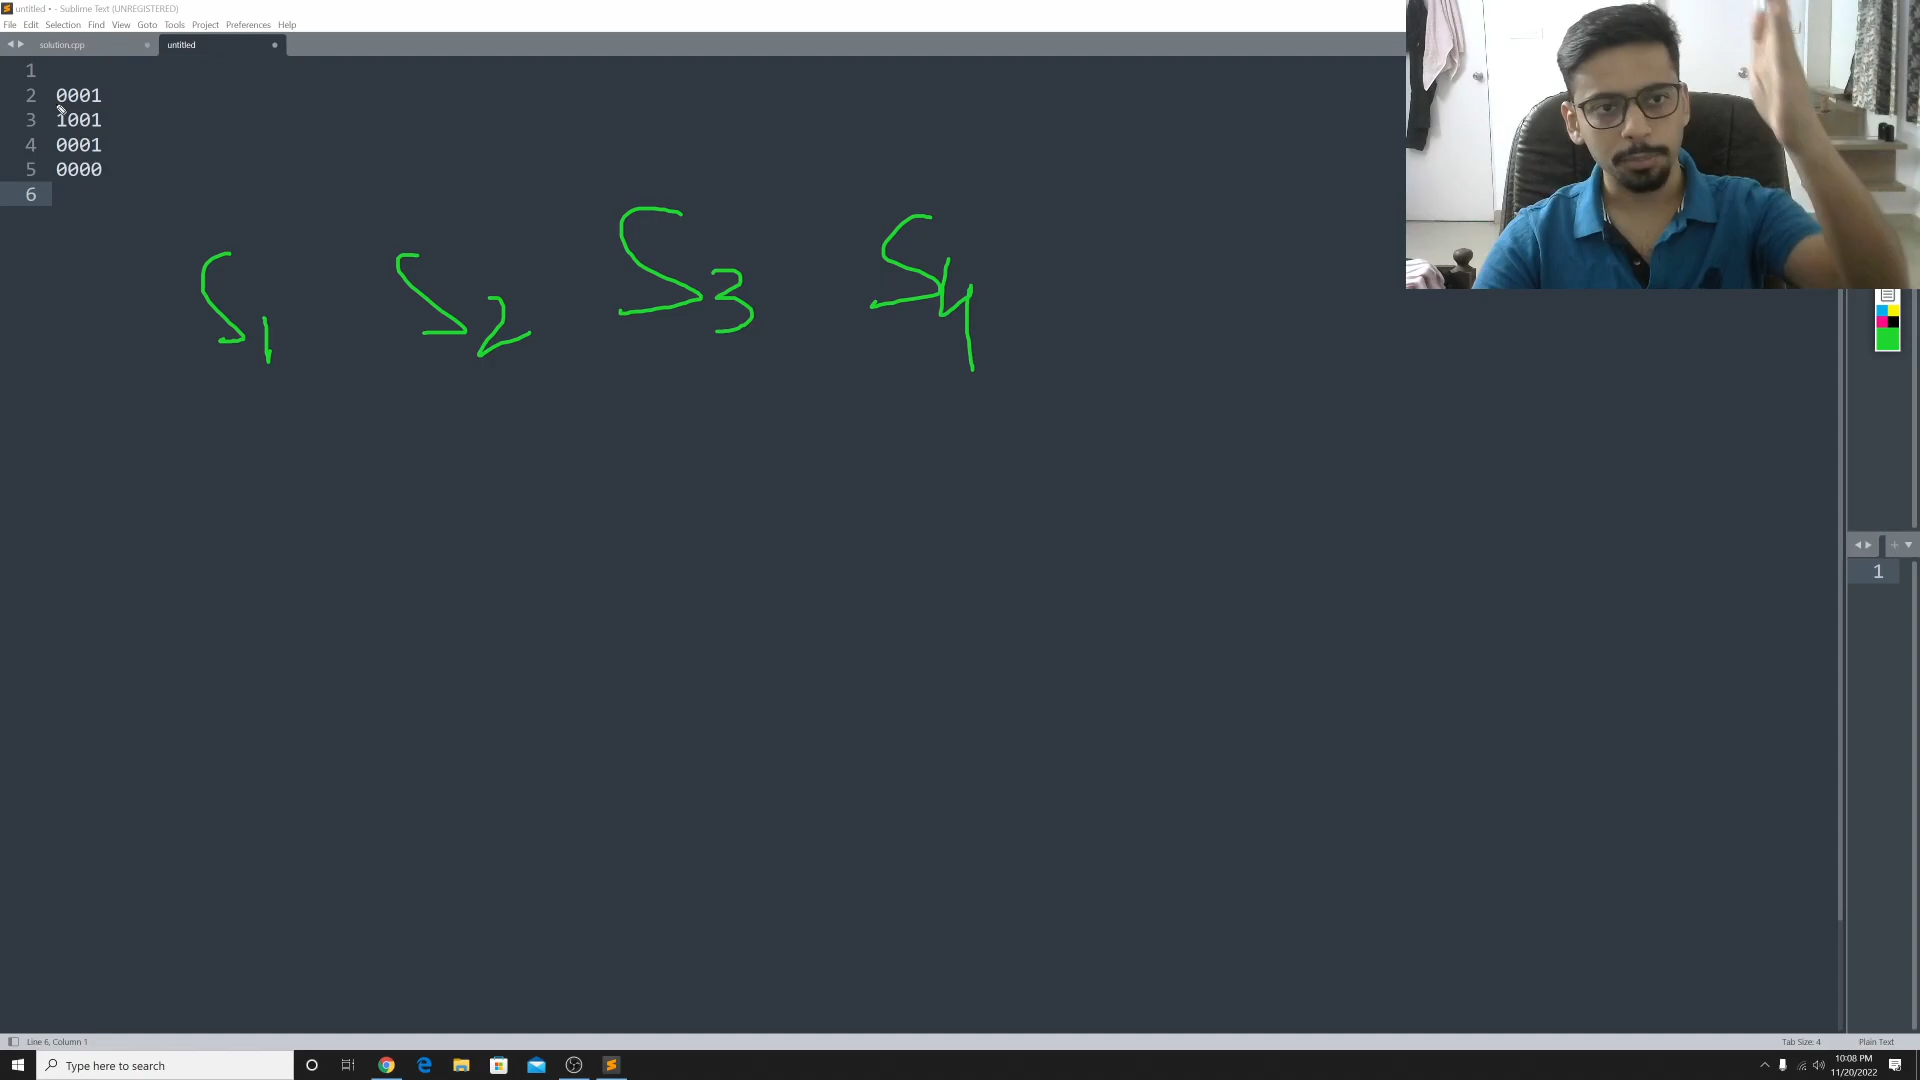 untitled • - Sublime Text (UNREGISTERED)
File Edit Selection Find View Goto Tools Project Preferences Help
solution.cpp untitled
1
2 0001
3 1001
4 0001
5 0000
6
S1 S2 S3 S4
1
Line 6, Column 1 Tab Size: 4 Plain Text
Type here to search
10:08 PM
11/20/2022